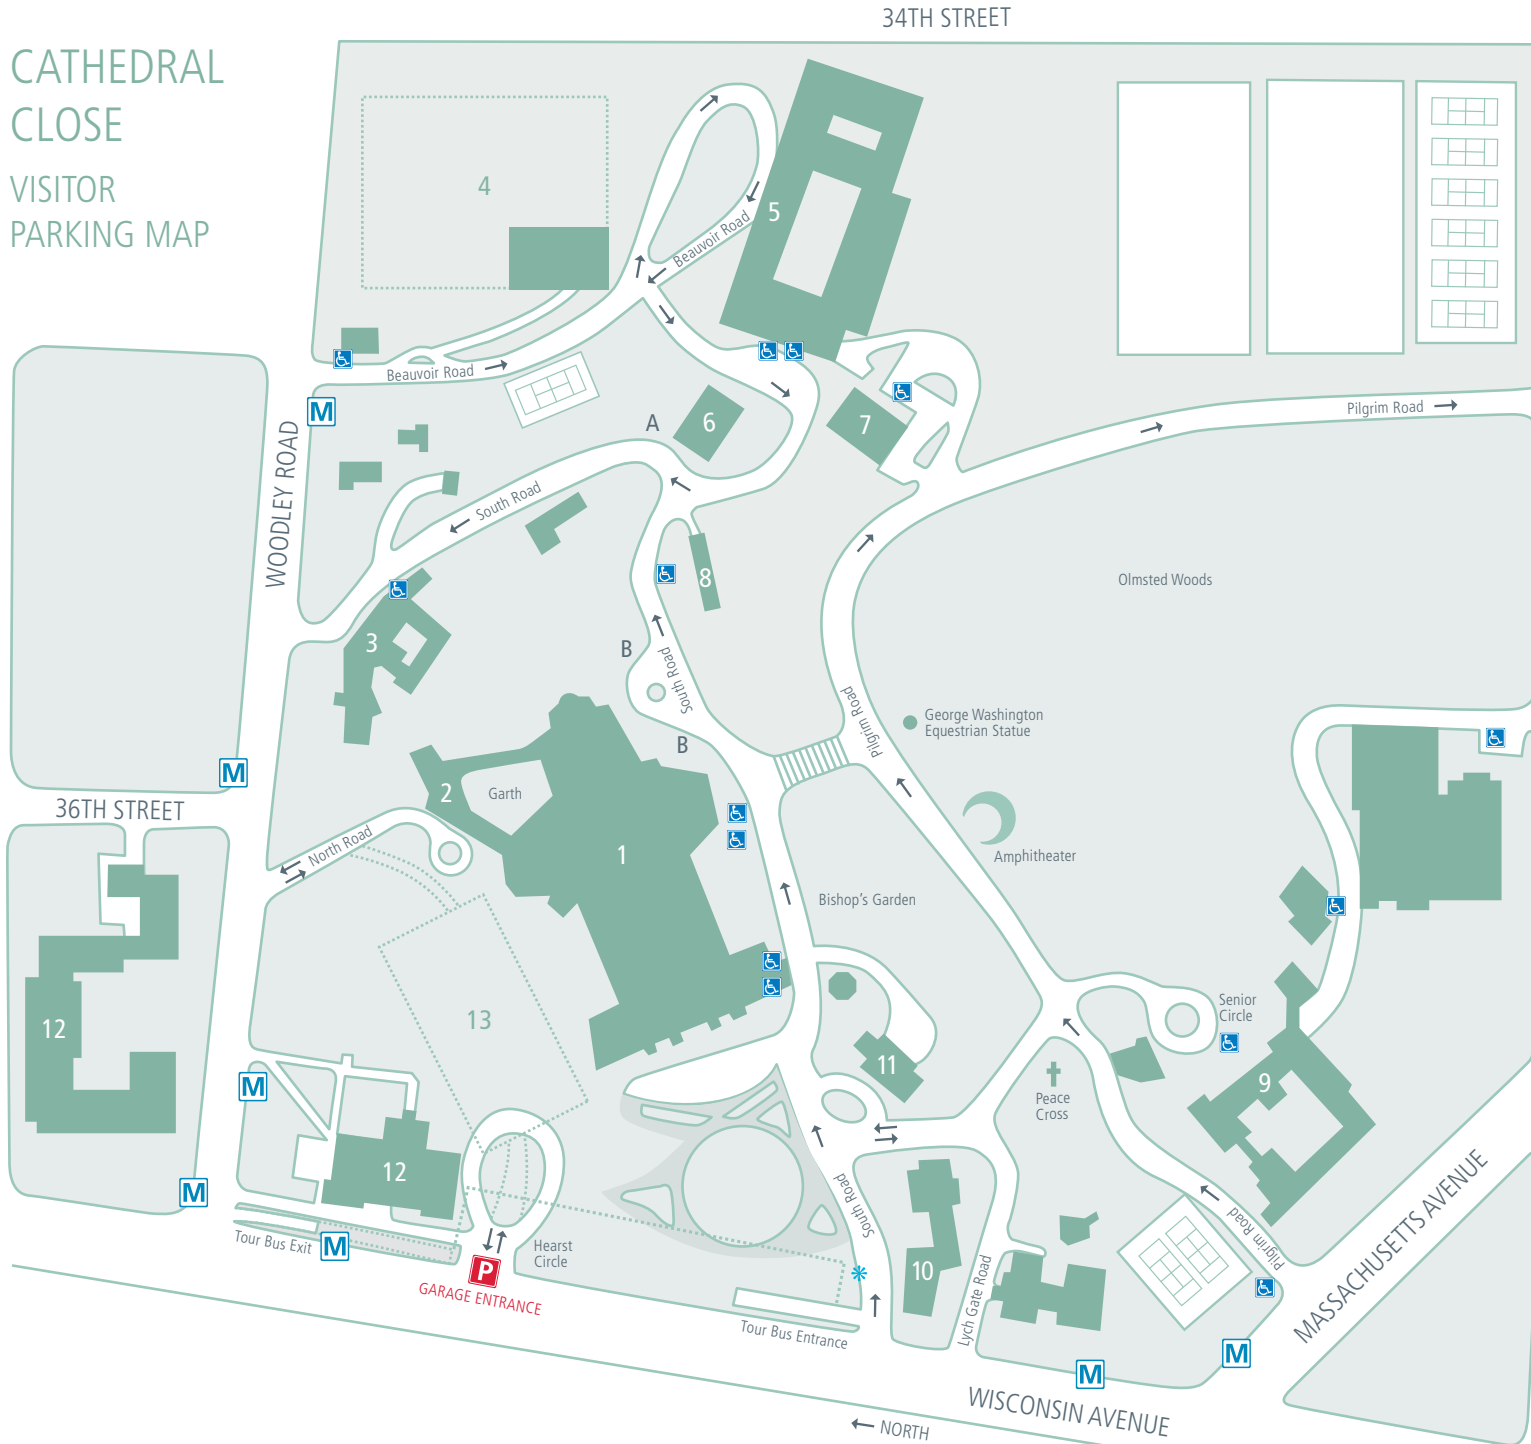 34TH STREET
CATHEDRAL
CLOSE
VISITOR
PARKING MAP
4
5
Beauvoir Road
Beauvoir Road
M
A
6
7
Pilgrim Road
WOODLEY ROAD
South Road
8
Olmsted Woods
3
B
South Road
Pilgrim Road
George Washington
Equestrian Statue
B
M
2
Garth
36TH STREET
North Road
1
Amphitheater
Bishop's Garden
12
13
Senior
Circle
11
9
Peace
Cross
M
12
M
South Road
Pilgrim Road
MASSACHUSETTS AVENUE
Tour Bus Exit
M
Hearst
Circle
P
GARAGE ENTRANCE
10
Lych Gate Road
Tour Bus Entrance
M
M
WISCONSIN AVENUE
NORTH